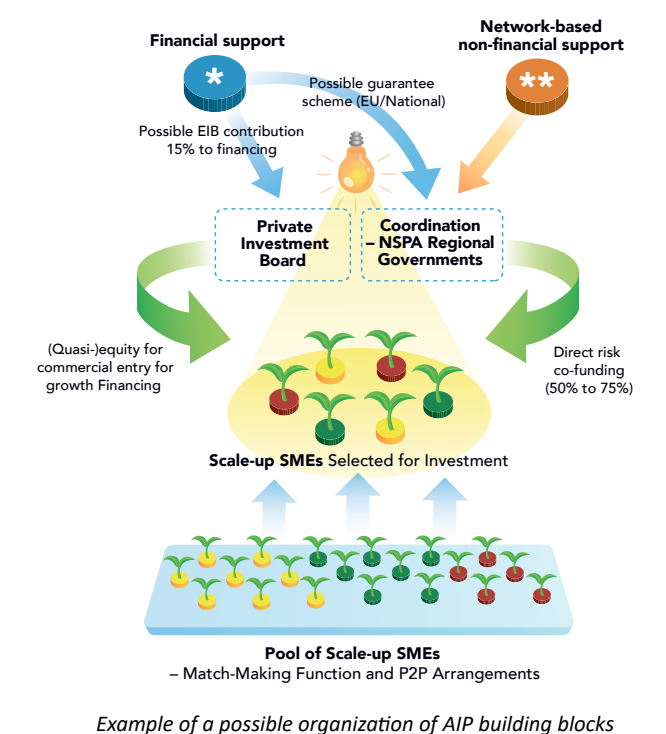 Financial support
Network-based
non-financial support
*
**
Possible guarantee
scheme (EU/National)
Possible EIB contribution
15% to financing
Private
Investment
Board
Coordination
– NSPA Regional
Governments
(Quasi-)equity for
commercial entry for
growth Financing
Direct risk
co-funding
(50% to 75%)
Scale-up SMEs Selected for Investment
Pool of Scale-up SMEs
– Match-Making Function and P2P Arrangements
Example of a possible organization of AIP building blocks